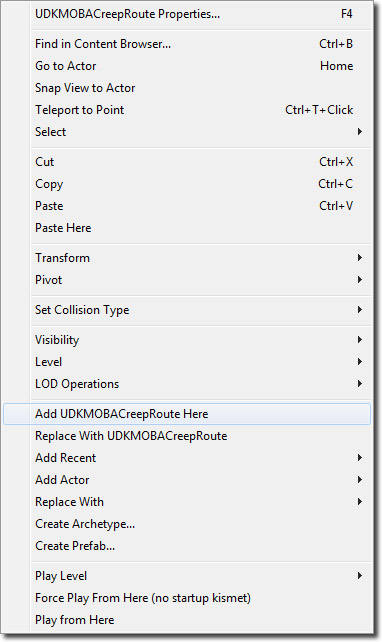 UDKMOBACreepRoute Properties... F4
Find in Content Browser... Ctrl+B
Go to Actor Home
Snap View to Actor
Teleport to Point Ctrl+T+Click
Select
Cut Ctrl+X
Copy Ctrl+C
Paste Ctrl+V
Paste Here
Transform
Pivot
Set Collision Type
Visibility
Level
LOD Operations
Add UDKMOBACreepRoute Here
Replace With UDKMOBACreepRoute
Add Recent
Add Actor
Replace With
Create Archetype...
Create Prefab...
Play Level
Force Play From Here (no startup kismet)
Play from Here